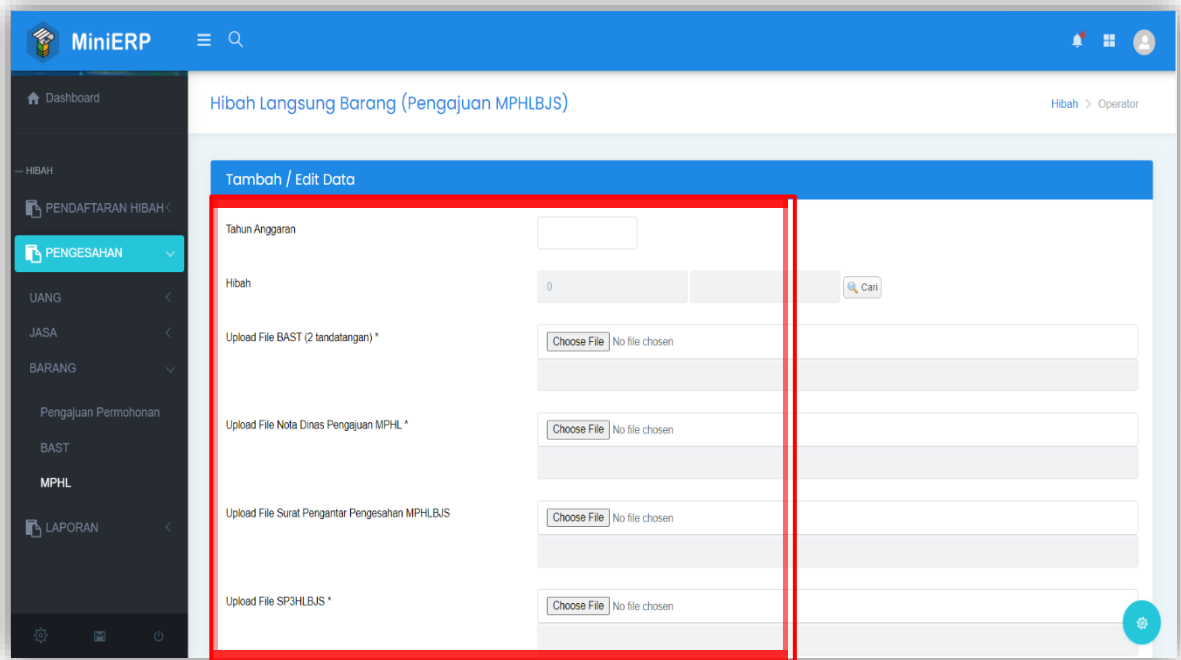 MiniERP
Dashboard
Hibah Langsung Barang (Pengajuan MPHLBJS)
Hibah > Operator
--- HIBAH
PENDAFTARAN HIBAH
PENGESAHAN
UANG
JASA
BARANG
Pengajuan Permohonan
BAST
MPHL
LAPORAN
Tambah / Edit Data
Tahun Anggaran
Hibah
0
Cari
Upload File BAST (2 tandatangan) *
Choose File No file chosen
Upload File Nota Dinas Pengajuan MPHL *
Choose File No file chosen
Upload File Surat Pengantar Pengesahan MPHLBJS
Choose File No file chosen
Upload File SP3HLBJS *
Choose File No file chosen